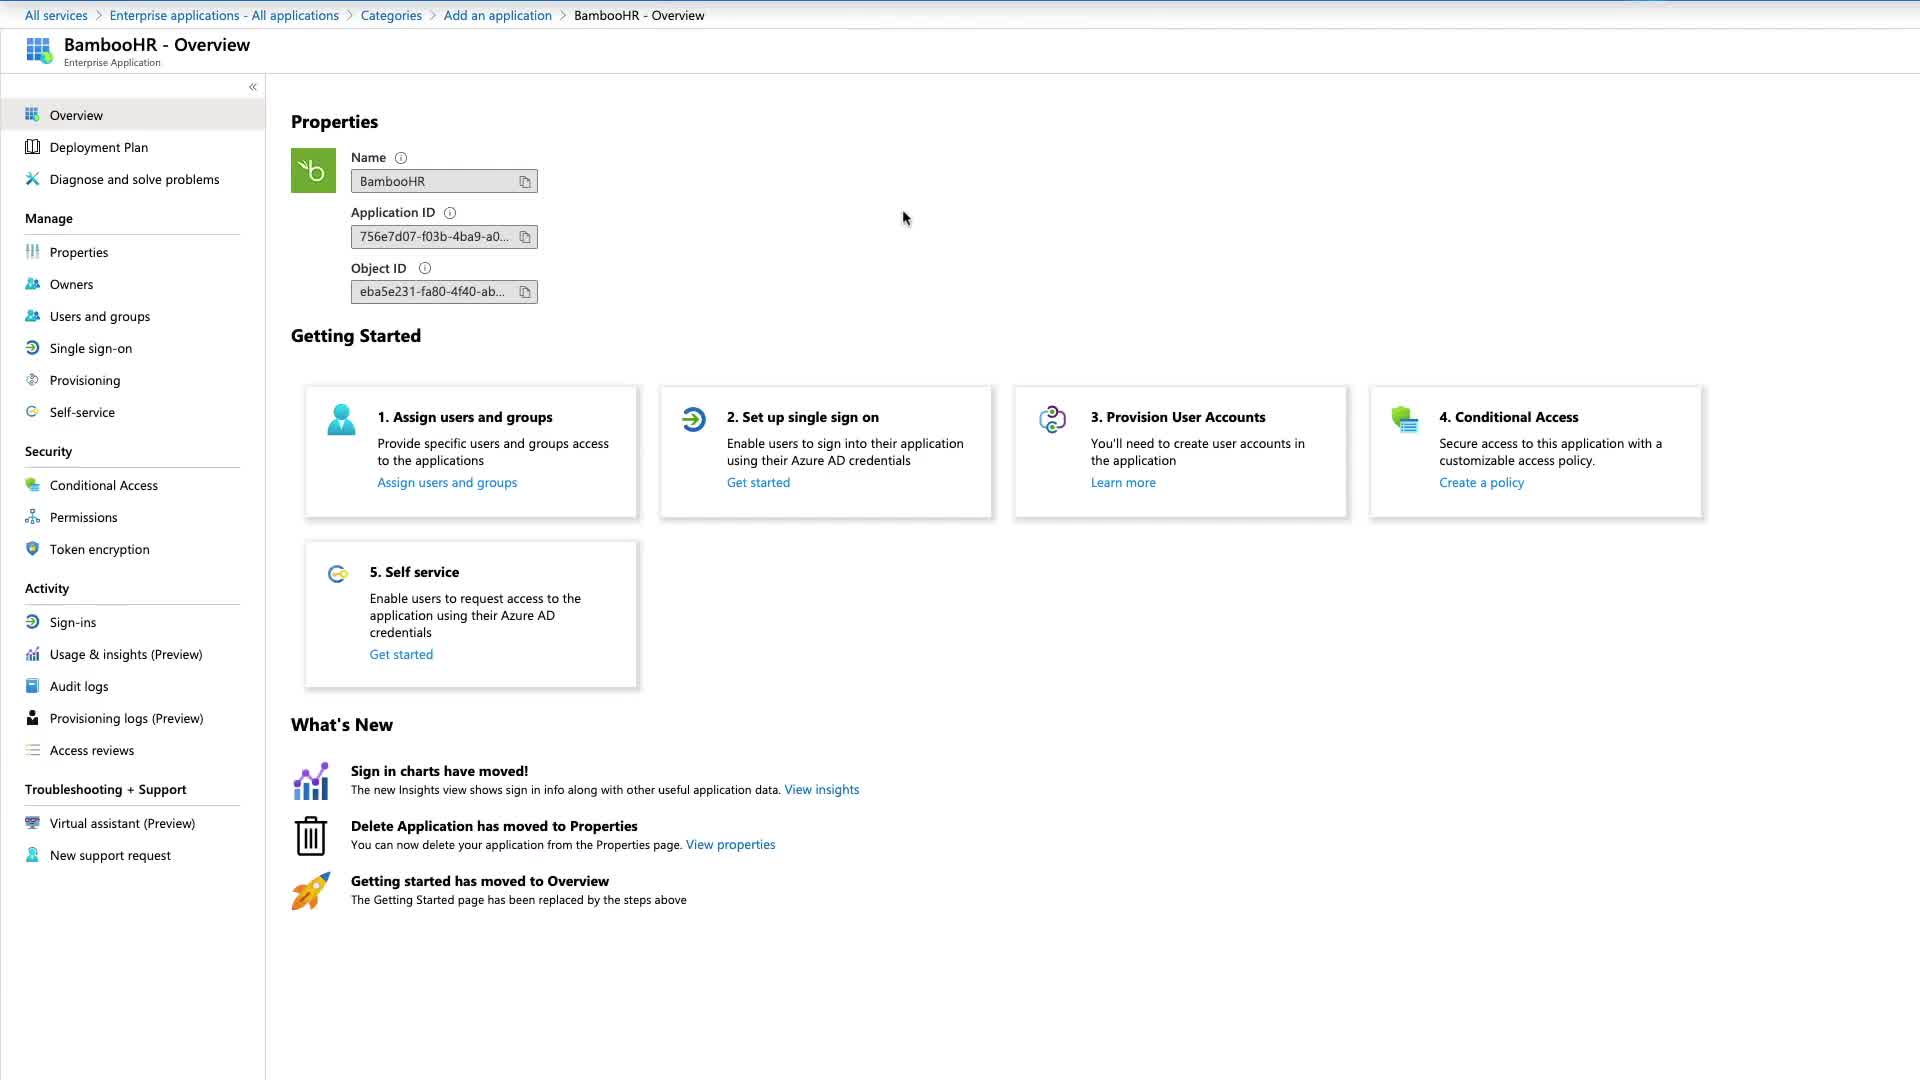 All services > Enterprise applications - All applications > Categories > Add an application > BambooHR - Overview
BambooHR - Overview
Enterprise Application
«
Overview
Deployment Plan
Diagnose and solve problems
Manage
Properties
Owners
Users and groups
Single sign-on
Provisioning
Self-service
Security
Conditional Access
Permissions
Token encryption
Activity
Sign-ins
Usage & insights (Preview)
Audit logs
Provisioning logs (Preview)
Access reviews
Troubleshooting + Support
Virtual assistant (Preview)
New support request
Properties
Name
BambooHR
Application ID
756e7d07-f03b-4ba9-a0...
Object ID
eba5e231-fa80-4f40-ab...
Getting Started
1. Assign users and groups
Provide specific users and groups access
to the applications
Assign users and groups
2. Set up single sign on
Enable users to sign into their application
using their Azure AD credentials
Get started
3. Provision User Accounts
You'll need to create user accounts in
the application
Learn more
4. Conditional Access
Secure access to this application with a
customizable access policy.
Create a policy
5. Self service
Enable users to request access to the
application using their Azure AD
credentials
Get started
What's New
Sign in charts have moved!
The new Insights view shows sign in info along with other useful application data. View insights
Delete Application has moved to Properties
You can now delete your application from the Properties page. View properties
Getting started has moved to Overview
The Getting Started page has been replaced by the steps above